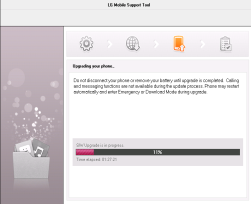 LG Mobile Support Tool
Upgrading your phone..
Do not disconnect your phone or remove your battery until upgrade is completed. Calling
and messaging functions are not available during the update process. Phone may restart
automatically and enter Emergency or Download Mode during upgrade.
SW Upgrade is in progress.
11%
Time elapsed: 01:27:21